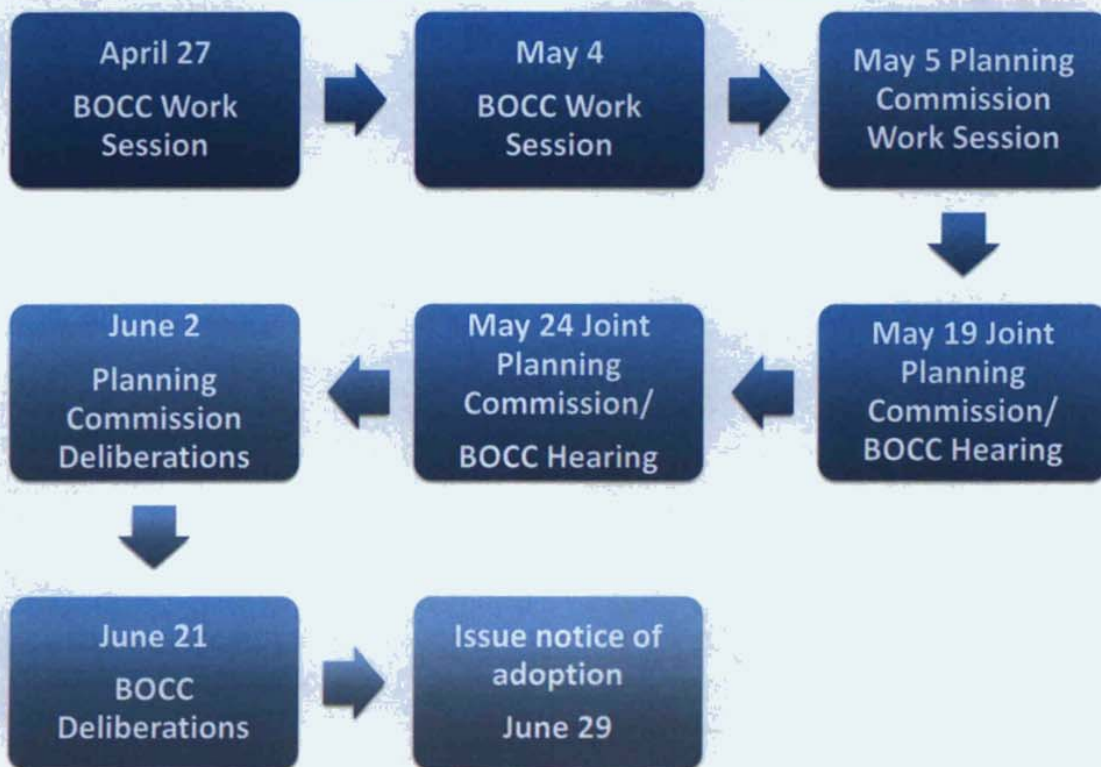 April 27
BOCC Work
Session
May 4
BOCC Work
Session
May 5 Planning
Commission
Work Session
May 19 Joint
Planning
Commission/
BOCC Hearing
May 24 Joint
Planning
Commission/
BOCC Hearing
June 2
Planning
Commission
Deliberations
June 21
BOCC
Deliberations
Issue notice of
adoption
June 29